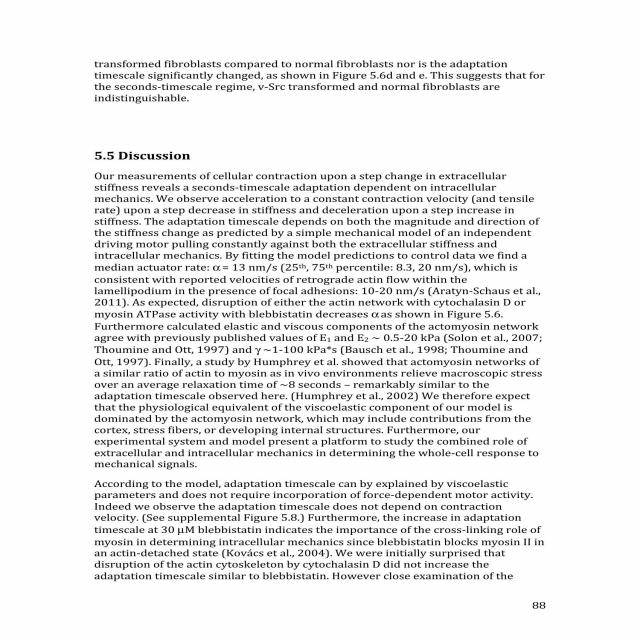 transformed fibroblasts compared to normal fibroblasts nor is the adaptation
timescale significantly changed, as shown in Figure 5.6d and e. This suggests that for
the seconds-timescale regime, v-Src transformed and normal fibroblasts are
indistinguishable.
5.5 Discussion
Our measurements of cellular contraction upon a step change in extracellular
stiffness reveals a seconds-timescale adaptation dependent on intracellular
mechanics. We observe acceleration to a constant contraction velocity (and tensile
rate) upon a step decrease in stiffness and deceleration upon a step increase in
stiffness. The adaptation timescale depends on both the magnitude and direction of
the stiffness change as predicted by a simple mechanical model of an independent
driving motor pulling constantly against both the extracellular stiffness and
intracellular mechanics. By fitting the model predictions to control data we find a
median actuator rate: α = 13 nm/s (25th, 75th percentile: 8.3, 20 nm/s), which is
consistent with reported velocities of retrograde actin flow within the
lamellipodium in the presence of focal adhesions: 10-20 nm/s (Aratyn-Schaus et al.,
2011). As expected, disruption of either the actin network with cytochalasin D or
myosin ATPase activity with blebbistatin decreases α as shown in Figure 5.6.
Furthermore calculated elastic and viscous components of the actomyosin network
agree with previously published values of E1 and E2 ~ 0.5-20 kPa (Solon et al., 2007;
Thoumine and Ott, 1997) and γ ~1-100 kPa*s (Bausch et al., 1998; Thoumine and
Ott, 1997). Finally, a study by Humphrey et al. showed that actomyosin networks of
a similar ratio of actin to myosin as in vivo environments relieve macroscopic stress
over an average relaxation time of ~8 seconds – remarkably similar to the
adaptation timescale observed here. (Humphrey et al., 2002) We therefore expect
that the physiological equivalent of the viscoelastic component of our model is
dominated by the actomyosin network, which may include contributions from the
cortex, stress fibers, or developing internal structures. Furthermore, our
experimental system and model present a platform to study the combined role of
extracellular and intracellular mechanics in determining the whole-cell response to
mechanical signals.
According to the model, adaptation timescale can by explained by viscoelastic
parameters and does not require incorporation of force-dependent motor activity.
Indeed we observe the adaptation timescale does not depend on contraction
velocity. (See supplemental Figure 5.8.) Furthermore, the increase in adaptation
timescale at 30 μM blebbistatin indicates the importance of the cross-linking role of
myosin in determining intracellular mechanics since blebbistatin blocks myosin II in
an actin-detached state (Kovács et al., 2004). We were initially surprised that
disruption of the actin cytoskeleton by cytochalasin D did not increase the
adaptation timescale similar to blebbistatin. However close examination of the
88